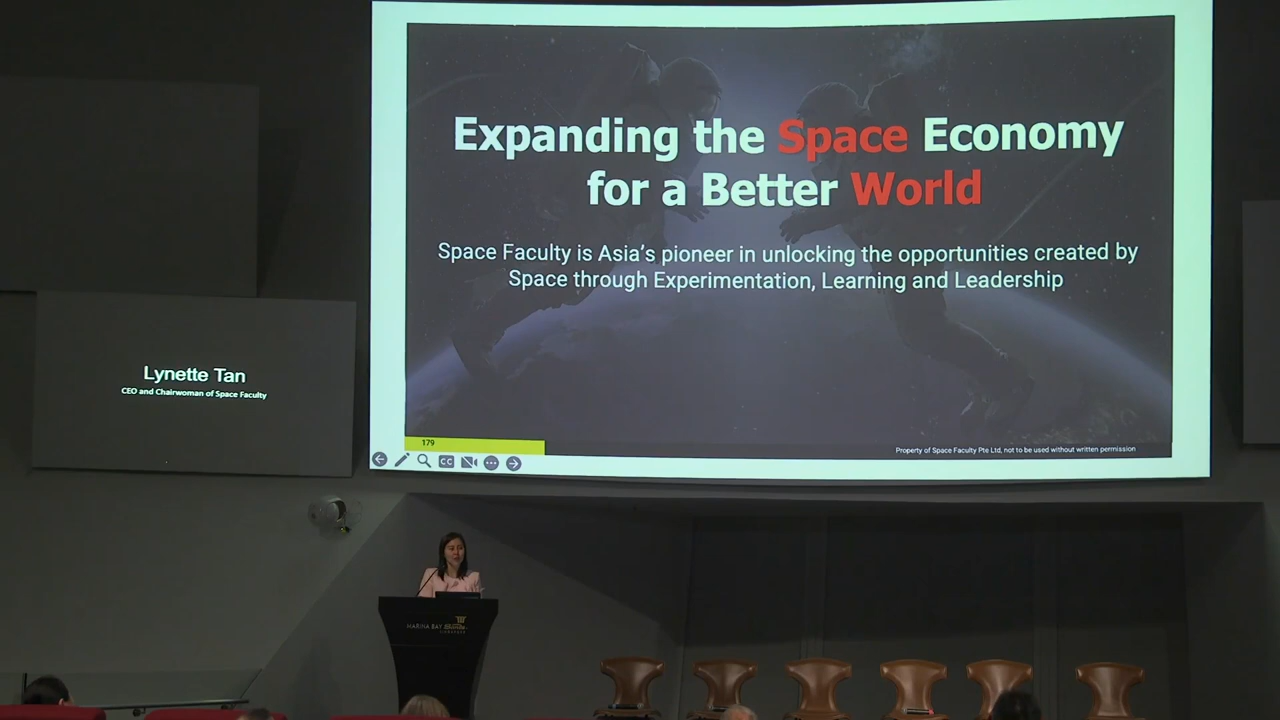 Expanding the Space Economy
for a Better World
Space Faculty is Asia's pioneer in unlocking the opportunities created by
Space through Experimentation, Learning and Leadership
179
Property of Space Faculty Pte Ltd, not to be used without written permission
CC
Lynette Tan
CEO and Chairwoman of Space Faculty
MARINA BAY